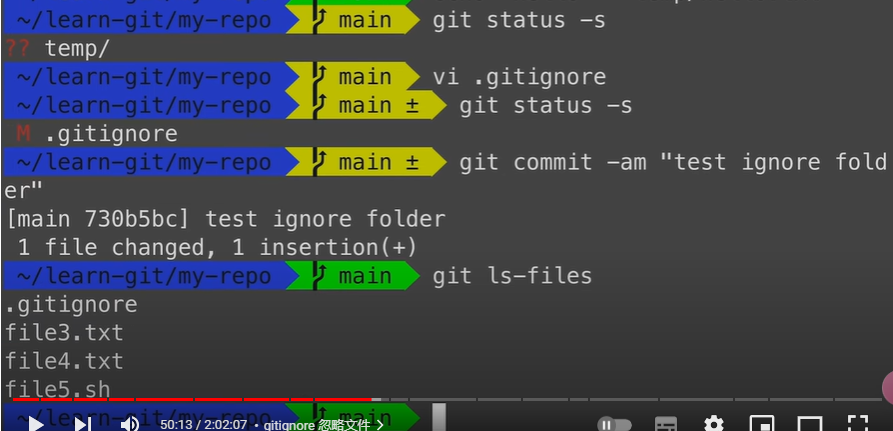 ~/learn-git/my-repo main git status -s
?? temp/
~/learn-git/my-repo main vi .gitignore
~/learn-git/my-repo main ± git status -s
M .gitignore
~/learn-git/my-repo main ± git commit -am "test ignore fold
er"
[main 730b5bc] test ignore folder
1 file changed, 1 insertion(+)
~/learn-git/my-repo main git ls-files
.gitignore
file3.txt
file4.txt
file5.sh
~/learn-git/my-repo main
50:13 / 2:02:07 • gitignore 忽略文件 >